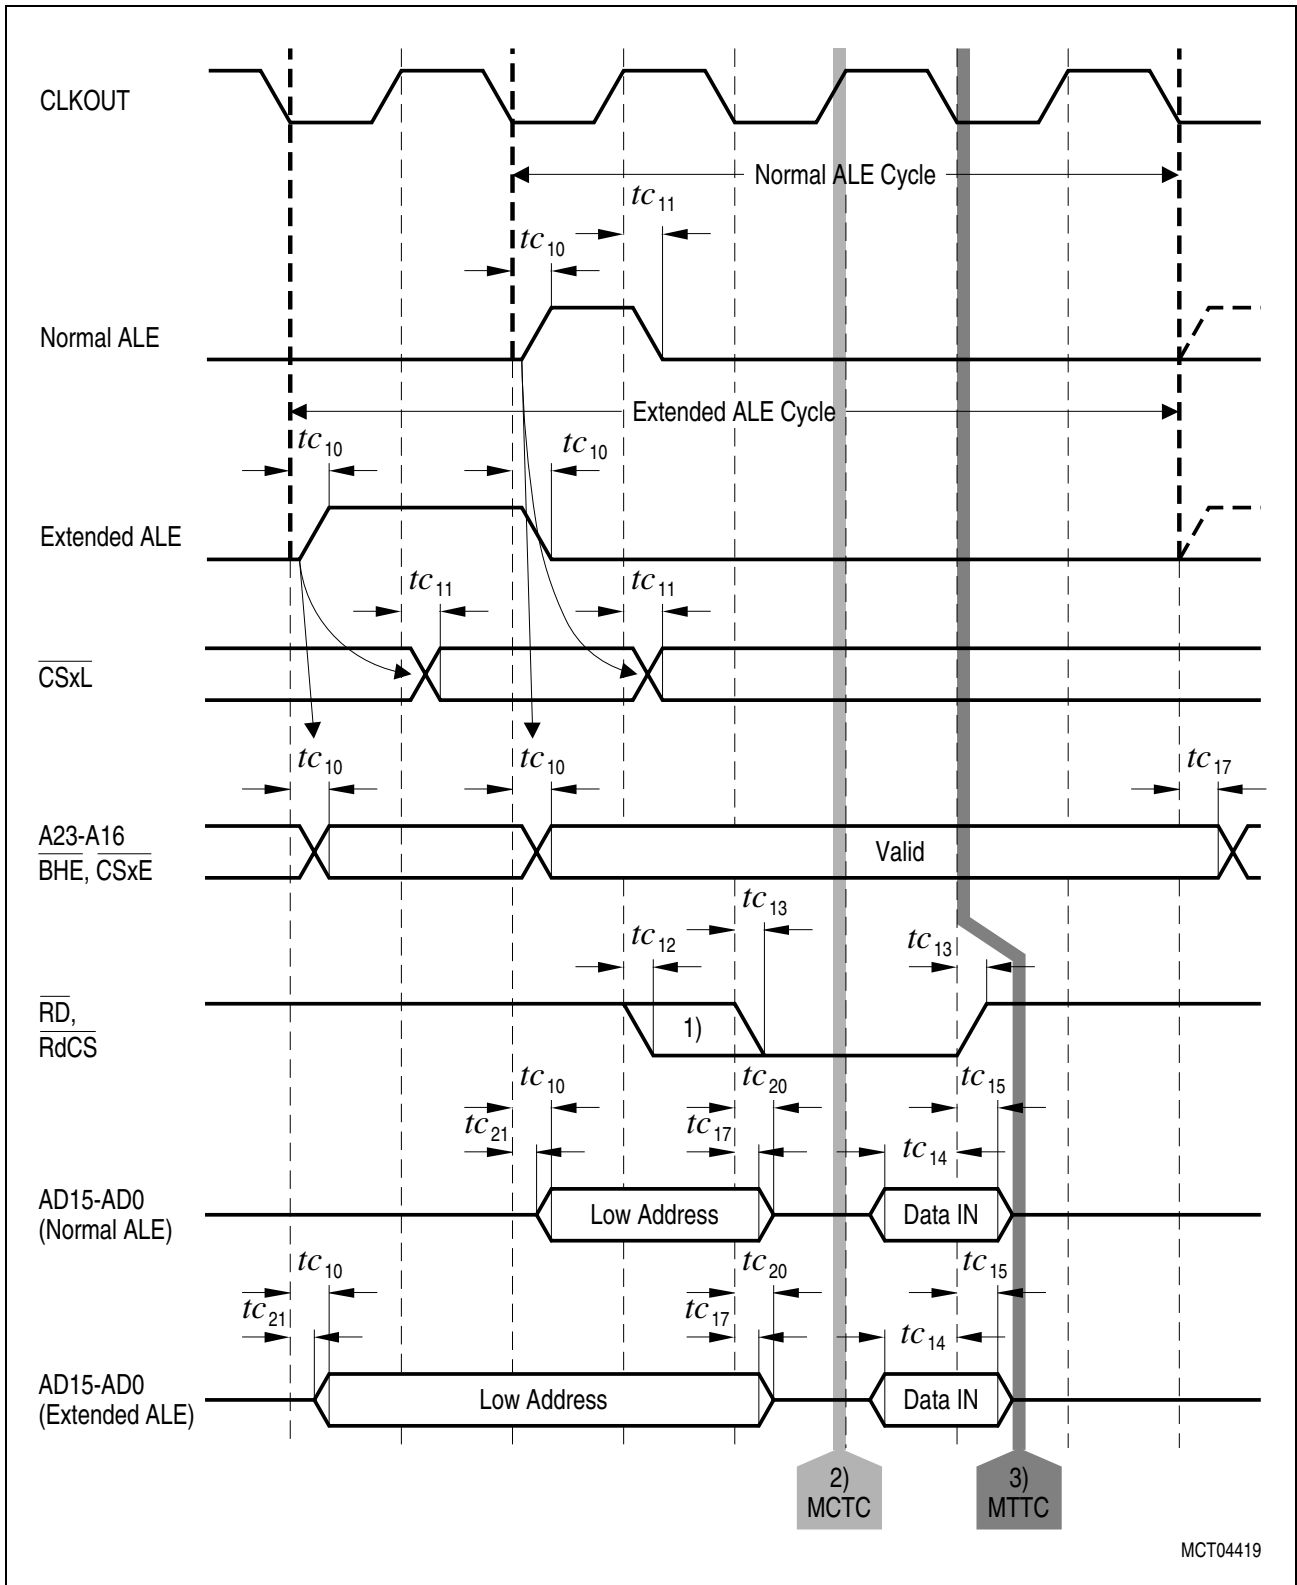 CLKOUT
Normal ALE Cycle
tc11
tc10
Normal ALE
Extended ALE Cycle
tc10
tc10
Extended ALE
tc11
tc11
CSxL
tc10
tc10
tc17
A23-A16
BHE, CSxE
Valid
tc13
tc12
tc13
RD,
RdCS
1)
tc10
tc20
tc15
tc21
tc17
tc14
AD15-AD0
(Normal ALE)
Low Address
Data IN
tc10
tc20
tc15
tc21
tc17
tc14
AD15-AD0
(Extended ALE)
Low Address
Data IN
2)
MCTC
3)
MTTC
MCT04419